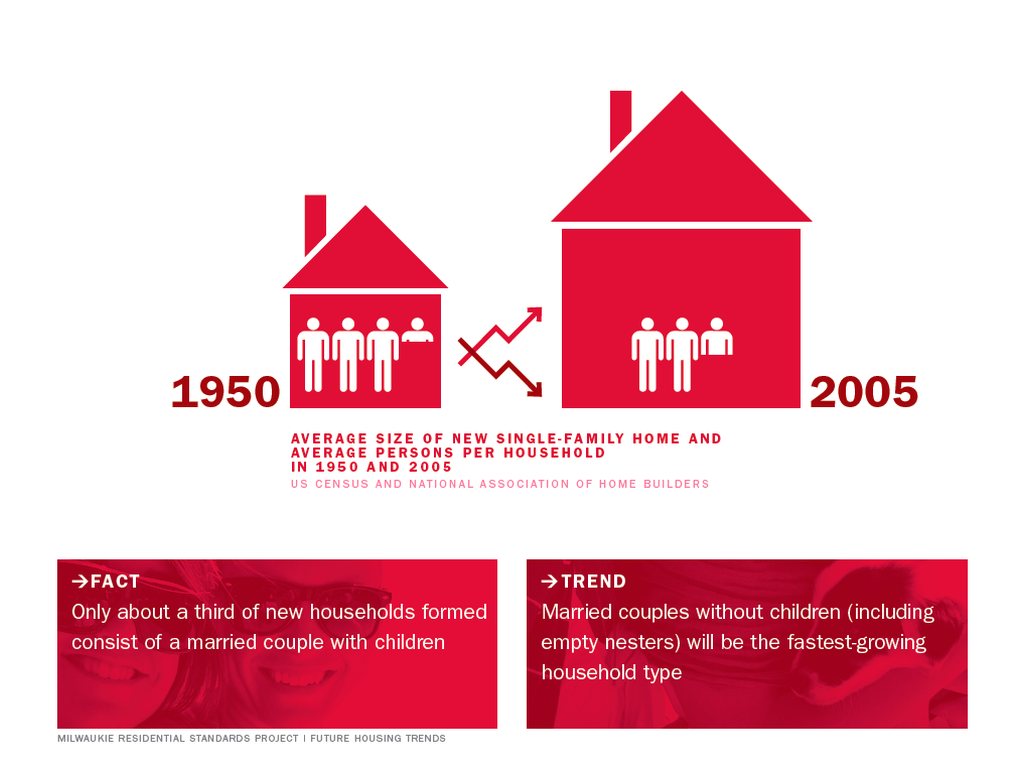 1950
2005
AVERAGE SIZE OF NEW SINGLE-FAMILY HOME AND
AVERAGE PERSONS PER HOUSEHOLD
IN 1950 AND 2005
US CENSUS AND NATIONAL ASSOCIATION OF HOME BUILDERS
→FACT
Only about a third of new households formed
consist of a married couple with children
→TREND
Married couples without children (including
empty nesters) will be the fastest-growing
household type
MILWAUKIE RESIDENTIAL STANDARDS PROJECT | FUTURE HOUSING TRENDS